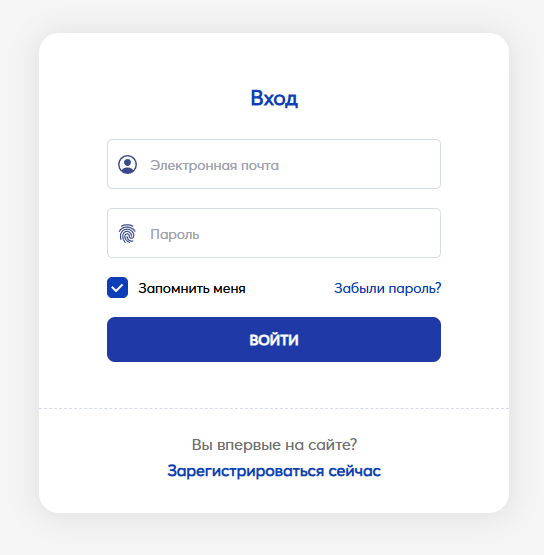 Вход
Электронная почта
Пароль
Запомнить меня
Забыли пароль?
ВОЙТИ
Вы впервые на сайте?
Зарегистрироваться сейчас